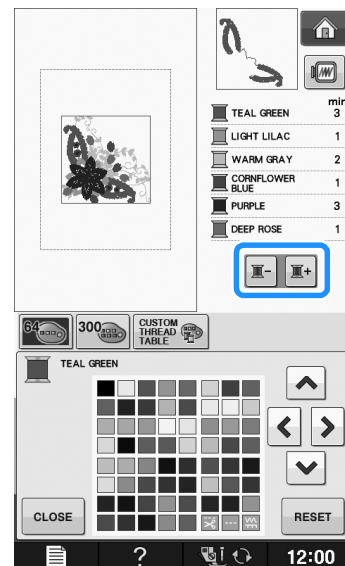 min
TEAL GREEN 3
LIGHT LILAC 1
WARM GRAY 2
CORNFLOWER
BLUE 1
PURPLE 3
DEEP ROSE 1
- +
64
300
CUSTOM
THREAD
TABLE
TEAL GREEN
CLOSE
RESET
?
12:00